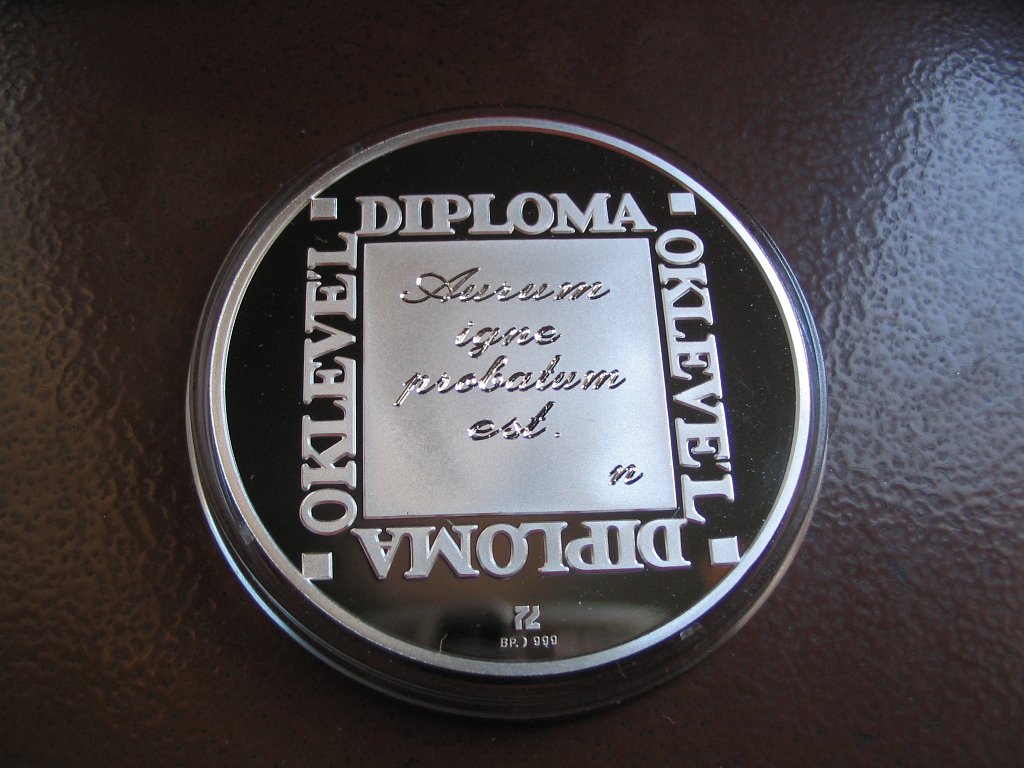 DIPLOMA
OKLEVÉL
DIPLOMA
OKLEVÉL
Aurum
igne
probatum
est.
n
BP. 999